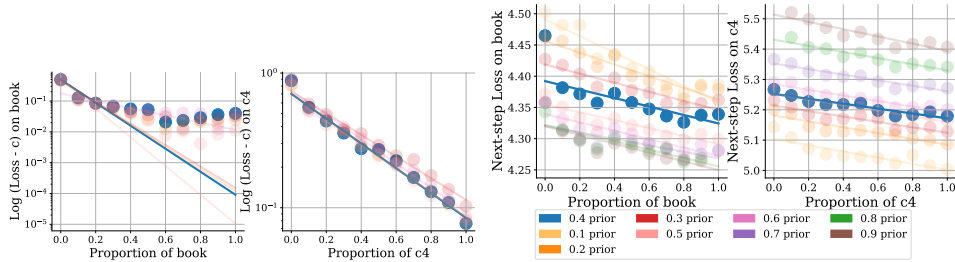 Log (Loss - c) on book
10⁻¹
10⁻²
10⁻³
10⁻⁴
10⁻⁵
0.0 0.2 0.4 0.6 0.8 1.0
Proportion of book
Log (Loss - c) on c4
10⁰
10⁻¹
0.0 0.2 0.4 0.6 0.8 1.0
Proportion of c4
Next-step Loss on book
4.50
4.45
4.40
4.35
4.30
4.25
0.0 0.2 0.4 0.6 0.8 1.0
Proportion of book
Next-step Loss on c4
5.5
5.4
5.3
5.2
5.1
5.0
0.0 0.2 0.4 0.6 0.8 1.0
Proportion of c4
0.4 prior
0.1 prior
0.2 prior
0.3 prior
0.5 prior
0.6 prior
0.7 prior
0.8 prior
0.9 prior